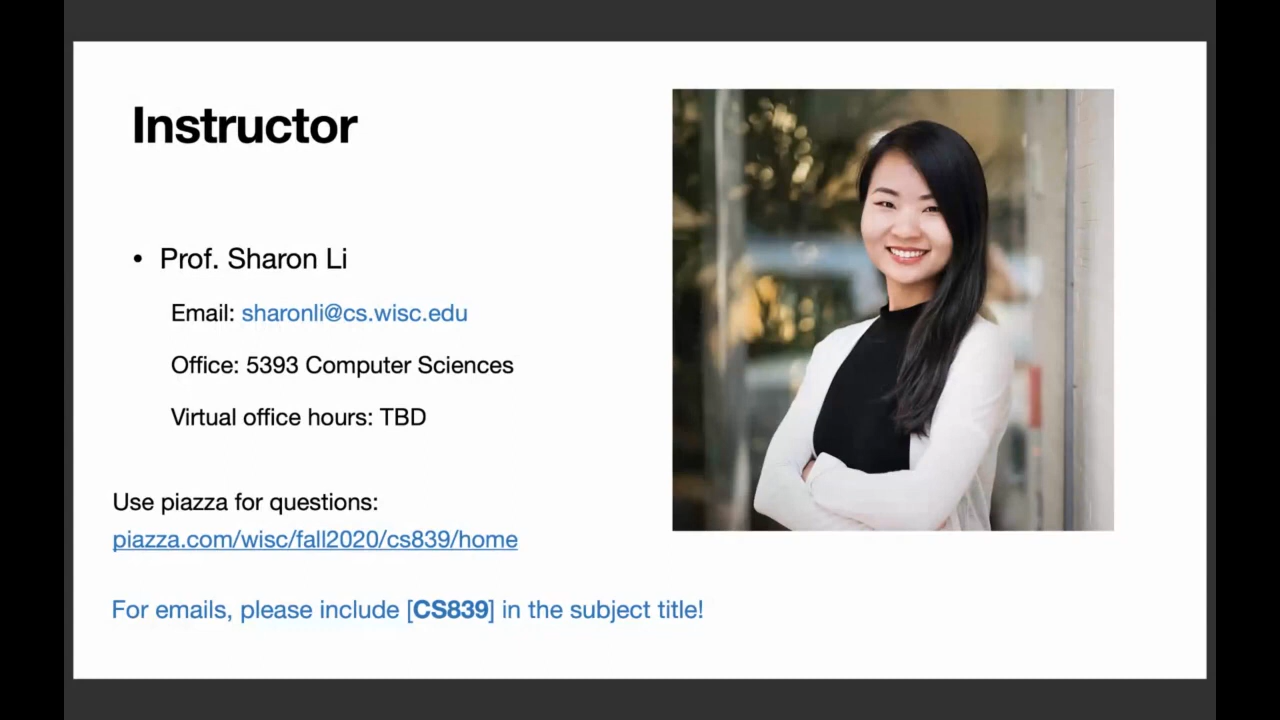 Instructor
• Prof. Sharon Li
Email: sharonli@cs.wisc.edu
Office: 5393 Computer Sciences
Virtual office hours: TBD
Use piazza for questions:
piazza.com/wisc/fall2020/cs839/home
For emails, please include [CS839] in the subject title!